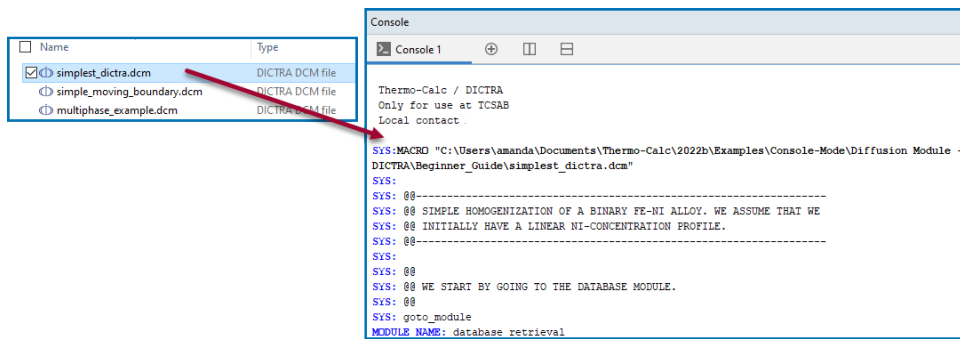 Name Type
simplest_dictra.dcm DICTRA DCM file
simple_moving_boundary.dcm DICTRA DCM file
multiphase_example.dcm DICTRA DCM file
Console
Console 1
Thermo-Calc / DICTRA
Only for use at TCSAB
Local contact
SYS:MACRO "C:\Users\amanda\Documents\Thermo-Calc\2022b\Examples\Console-Mode\Diffusion Module -
DICTRA\Beginner_Guide\simplest_dictra.dcm"
SYS:
SYS: @@-----------------------------------------------------------------
SYS: @@ SIMPLE HOMOGENIZATION OF A BINARY FE-NI ALLOY. WE ASSUME THAT WE
SYS: @@ INITIALLY HAVE A LINEAR NI-CONCENTRATION PROFILE.
SYS: @@-----------------------------------------------------------------
SYS:
SYS: @@
SYS: @@ WE START BY GOING TO THE DATABASE MODULE.
SYS: @@
SYS: goto_module
MODULE NAME: database retrieval